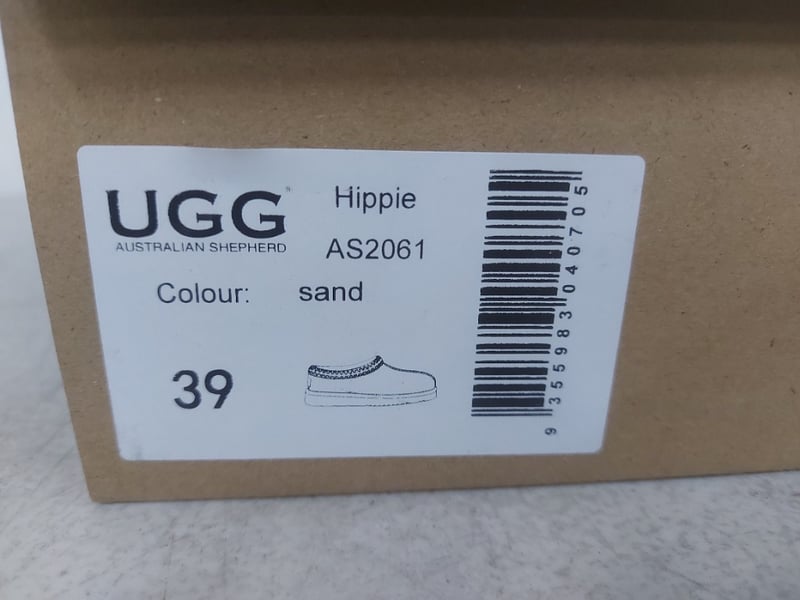 UGG
AUSTRALIAN SHEPHERD
Hippie
AS2061
Colour: sand
39
9 355983 040705